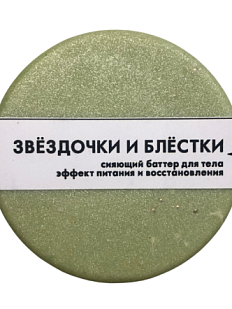 ЗВЁЗДОЧКИ И БЛЁСТКИ
сияющий баттер для тела
эффект питания и восстановления